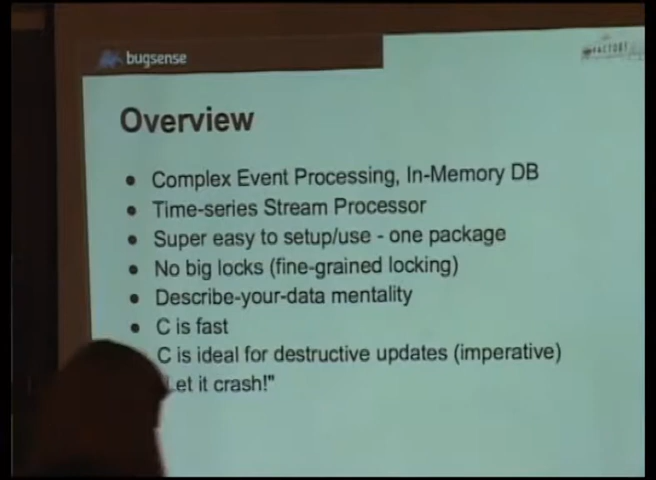 bugsense
FACTORY
Overview
• Complex Event Processing, In-Memory DB
• Time-series Stream Processor
• Super easy to setup/use - one package
• No big locks (fine-grained locking)
• Describe-your-data mentality
• C is fast
C is ideal for destructive updates (imperative)
Let it crash!"